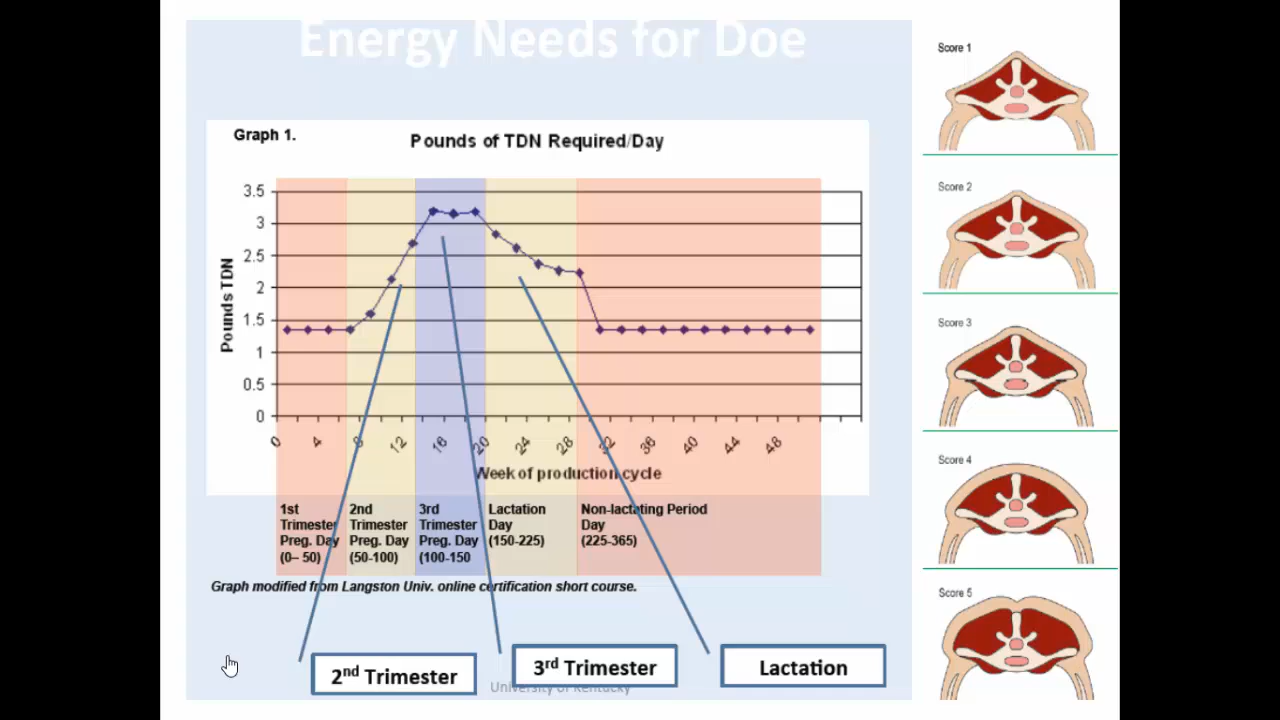 Energy Needs for Doe
Graph 1.
Pounds of TDN Required/Day
3.5
3
2.5
2
1.5
1
0.5
0
Pounds TDN
0 4 8 12 16 20 24 28 32 36 40 44 48
Week of production cycle
1st
Trimester
Preg. Day
(0– 50)
2nd
Trimester
Preg. Day
(50-100)
3rd
Trimester
Preg. Day
(100-150
Lactation
Day
(150-225)
Non-lactating Period
Day
(225-365)
Graph modified from Langston Univ. online certification short course.
2nd Trimester
3rd Trimester
Lactation
University of Kentucky
Score 1
Score 2
Score 3
Score 4
Score 5